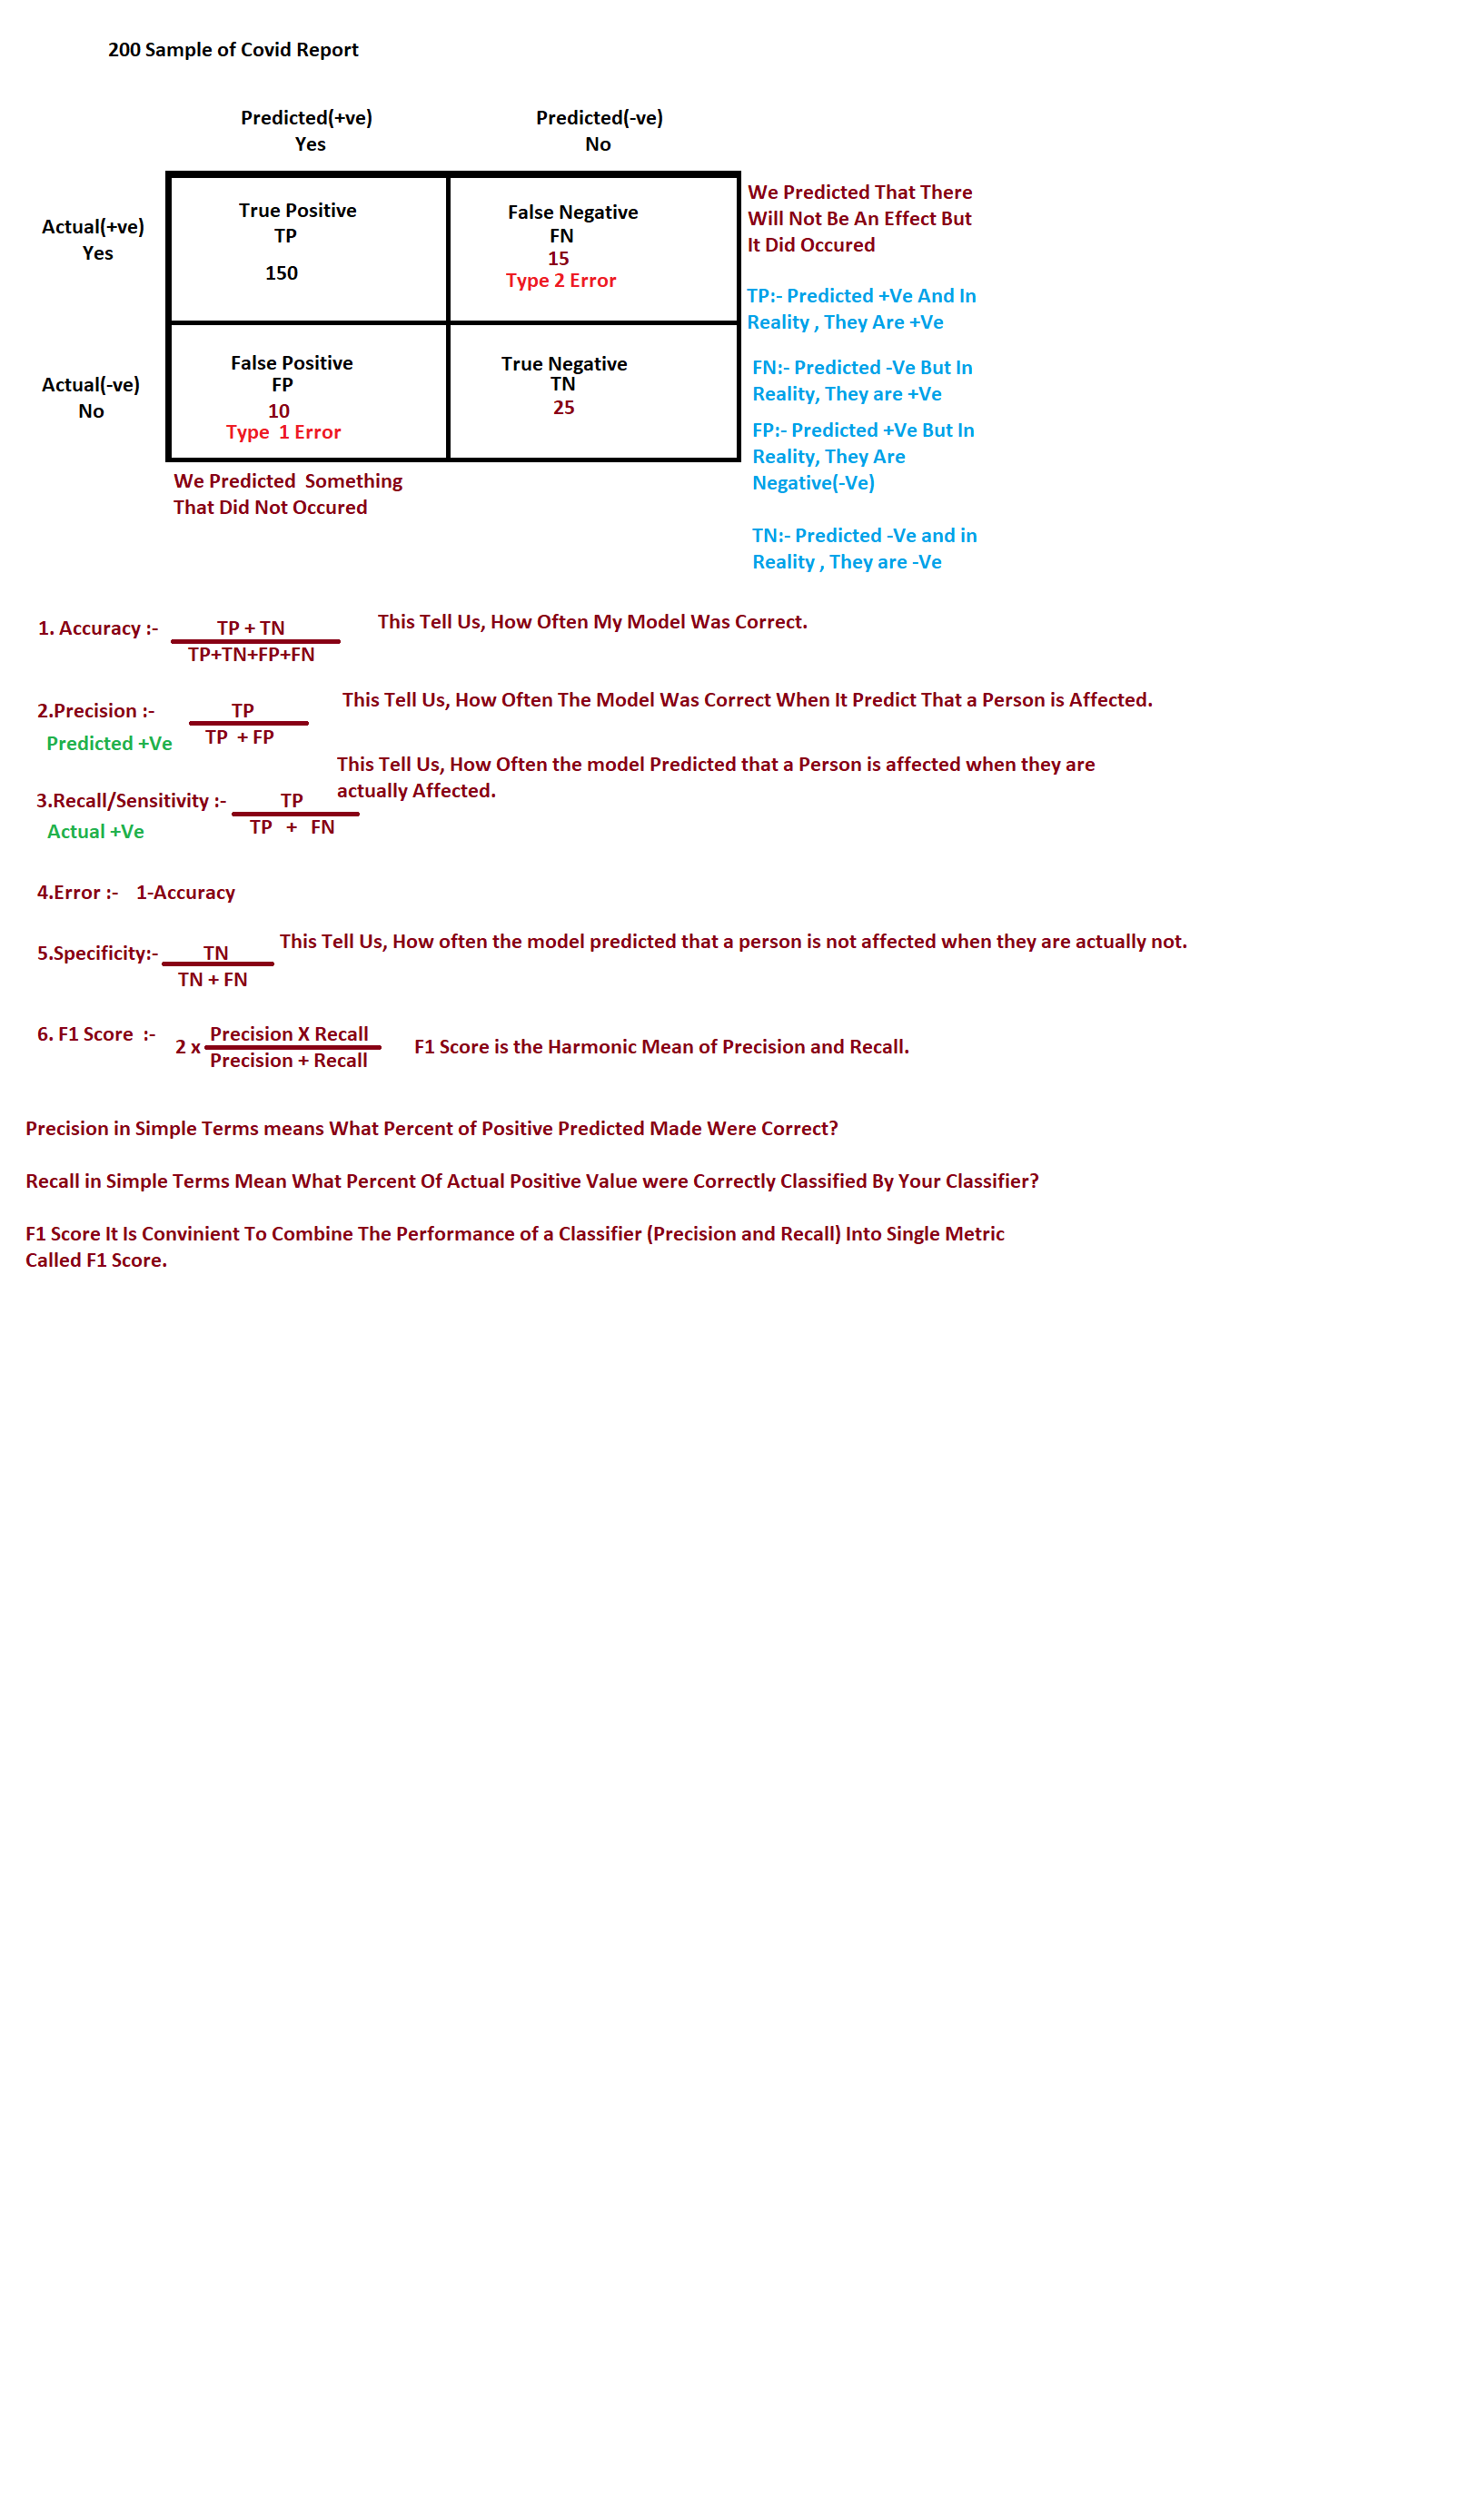 200 Sample of Covid Report
Predicted(+ve)
Yes
Predicted(-ve)
No
Actual(+ve)
Yes
True Positive
TP
150
False Negative
FN
15
Type 2 Error
We Predicted That There
Will Not Be An Effect But
It Did Occured
TP:- Predicted +Ve And In
Reality , They Are +Ve
Actual(-ve)
No
False Positive
FP
10
Type  1 Error
True Negative
TN
25
FN:- Predicted -Ve But In
Reality, They are +Ve
FP:- Predicted +Ve But In
Reality, They Are
Negative(-Ve)
We Predicted  Something
That Did Not Occured
TN:- Predicted -Ve and in
Reality , They are -Ve
1. Accuracy :-
TP + TN
TP+TN+FP+FN
This Tell Us, How Often My Model Was Correct.
2.Precision :-
Predicted +Ve
TP
TP  + FP
This Tell Us, How Often The Model Was Correct When It Predict That a Person is Affected.
3.Recall/Sensitivity :-
Actual +Ve
TP
TP  +  FN
This Tell Us, How Often the model Predicted that a Person is affected when they are
actually Affected.
4.Error :-   1-Accuracy
5.Specificity:-
TN
TN + FN
This Tell Us, How often the model predicted that a person is not affected when they are actually not.
6. F1 Score  :-
2 x
Precision X Recall
Precision + Recall
F1 Score is the Harmonic Mean of Precision and Recall.
Precision in Simple Terms means What Percent of Positive Predicted Made Were Correct?
Recall in Simple Terms Mean What Percent Of Actual Positive Value were Correctly Classified By Your Classifier?
F1 Score It Is Convinient To Combine The Performance of a Classifier (Precision and Recall) Into Single Metric
Called F1 Score.